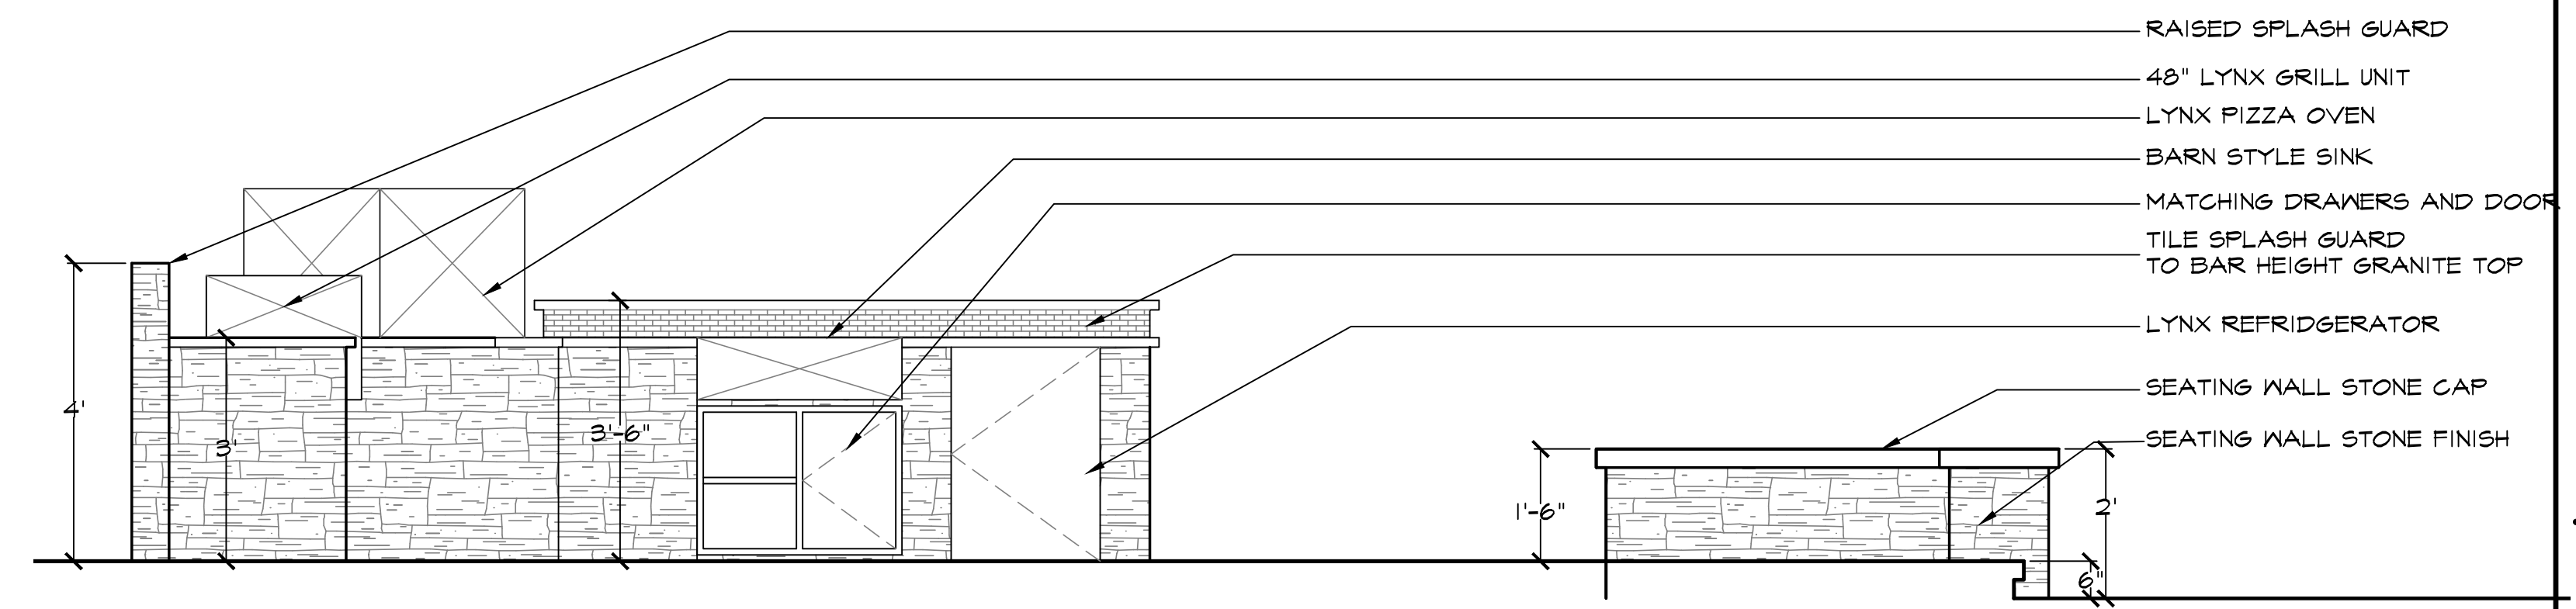 RAISED SPLASH GUARD
48" LYNX GRILL UNIT
LYNX PIZZA OVEN
BARN STYLE SINK
MATCHING DRAWERS AND DOOR
TILE SPLASH GUARD
TO BAR HEIGHT GRANITE TOP
LYNX REFRIDGERATOR
SEATING WALL STONE CAP
SEATING WALL STONE FINISH
4'
3'
3'-6"
1'-6"
2'
6"